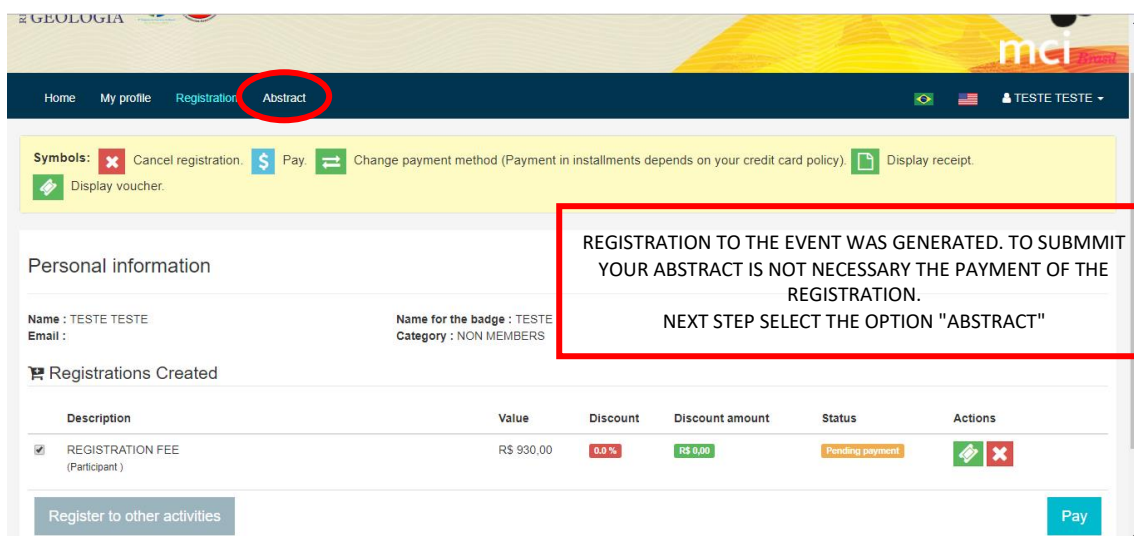 GEOLOGIA
mci Brasil
Home My profile Registration Abstract TESTE TESTE
Symbols: Cancel registration. $ Pay. Change payment method (Payment in installments depends on your credit card policy). Display receipt.
Display voucher.
REGISTRATION TO THE EVENT WAS GENERATED. TO SUBMMIT
YOUR ABSTRACT IS NOT NECESSARY THE PAYMENT OF THE
REGISTRATION.
NEXT STEP SELECT THE OPTION "ABSTRACT"
Personal information
Name : TESTE TESTE Name for the badge : TESTE
Email : Category : NON MEMBERS
Registrations Created
Description Value Discount Discount amount Status Actions
REGISTRATION FEE R$ 930,00 0.0 % R$ 0,00 Pending payment
(Participant )
Register to other activities Pay